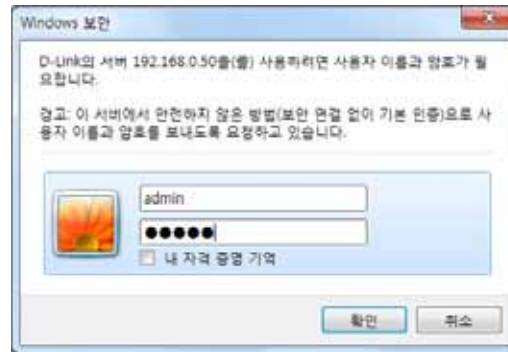 Windows 보안
D-Link의 서버 192.168.0.50을(를) 사용하려면 사용자 이름과 암호가 필
요합니다.
경고: 이 서버에서 안전하지 않은 방법(보안 연결 없이 기본 인증)으로 사
용자 이름과 암호를 보내도록 요청하고 있습니다.
admin
●●●●●
내 자격 증명 기억
확인
취소